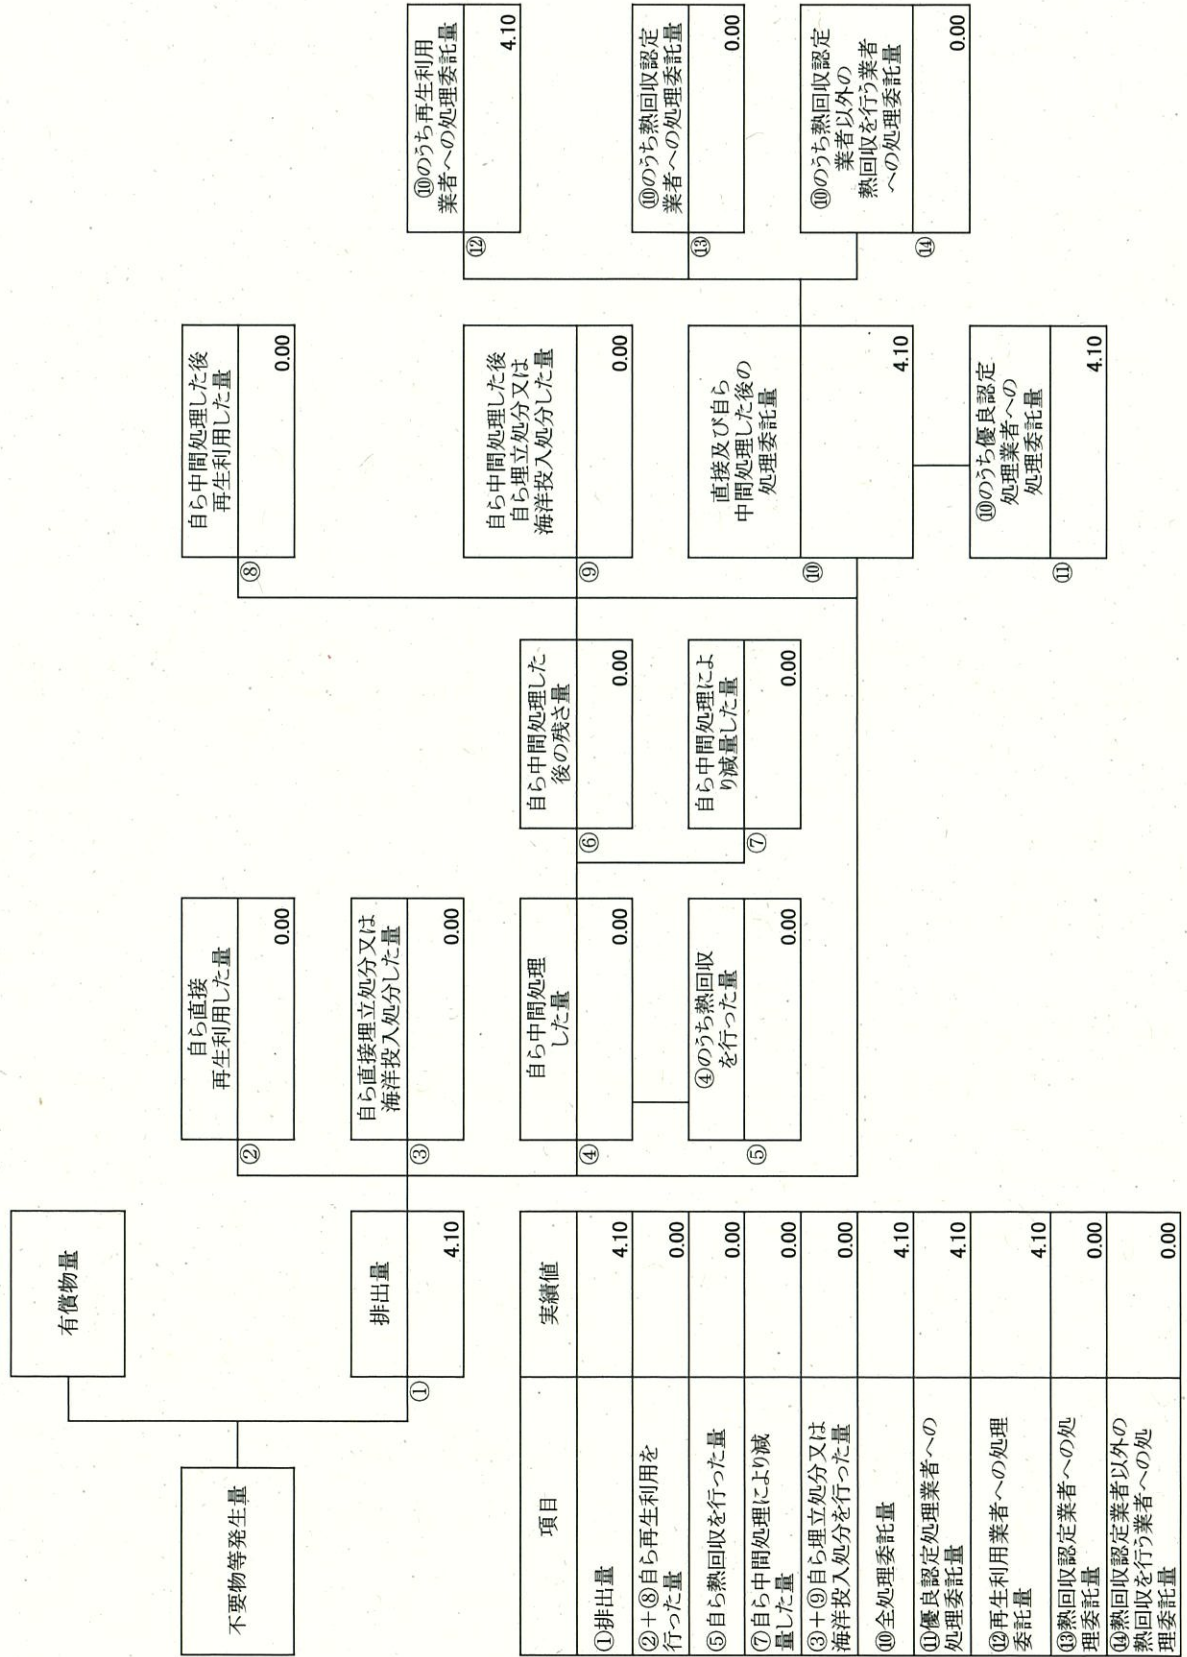 不要物等発生量
有償物量
①
排出量
4.10
②
自ら直接
再生利用した量
0.00
③
自ら直接埋立処分又は
海洋投入処分した量
0.00
④
自ら中間処理
した量
0.00
⑤
④のうち熱回収
を行った量
0.00
⑥
自ら中間処理した
後の残さ量
0.00
⑦
自ら中間処理によ
り減量した量
0.00
⑧
自ら中間処理した後
再生利用した量
0.00
⑨
自ら中間処理した後
自ら埋立処分又は
海洋投入処分した量
0.00
⑩
直接及び自ら
中間処理した後の
処理委託量
4.10
⑪
⑩のうち優良認定
処理業者への
処理委託量
4.10
⑫
⑩のうち再生利用
業者への処理委託量
4.10
⑬
⑩のうち熱回収認定
業者への処理委託量
0.00
⑭
⑩のうち熱回収認定
業者以外の
熱回収を行う業者
への処理委託量
0.00
項目 実績値
①排出量 4.10
②+⑧自ら再生利用を
行った量 0.00
⑤自ら熱回収を行った量 0.00
⑦自ら中間処理により減
量した量 0.00
③+⑨自ら埋立処分又は
海洋投入処分を行った量 0.00
⑩全処理委託量 4.10
⑪優良認定処理業者への
処理委託量 4.10
⑫再生利用業者への処理
委託量 4.10
⑬熱回収認定業者への処
理委託量 0.00
⑭熱回収認定業者以外の
熱回収を行う業者への処
理委託量 0.00